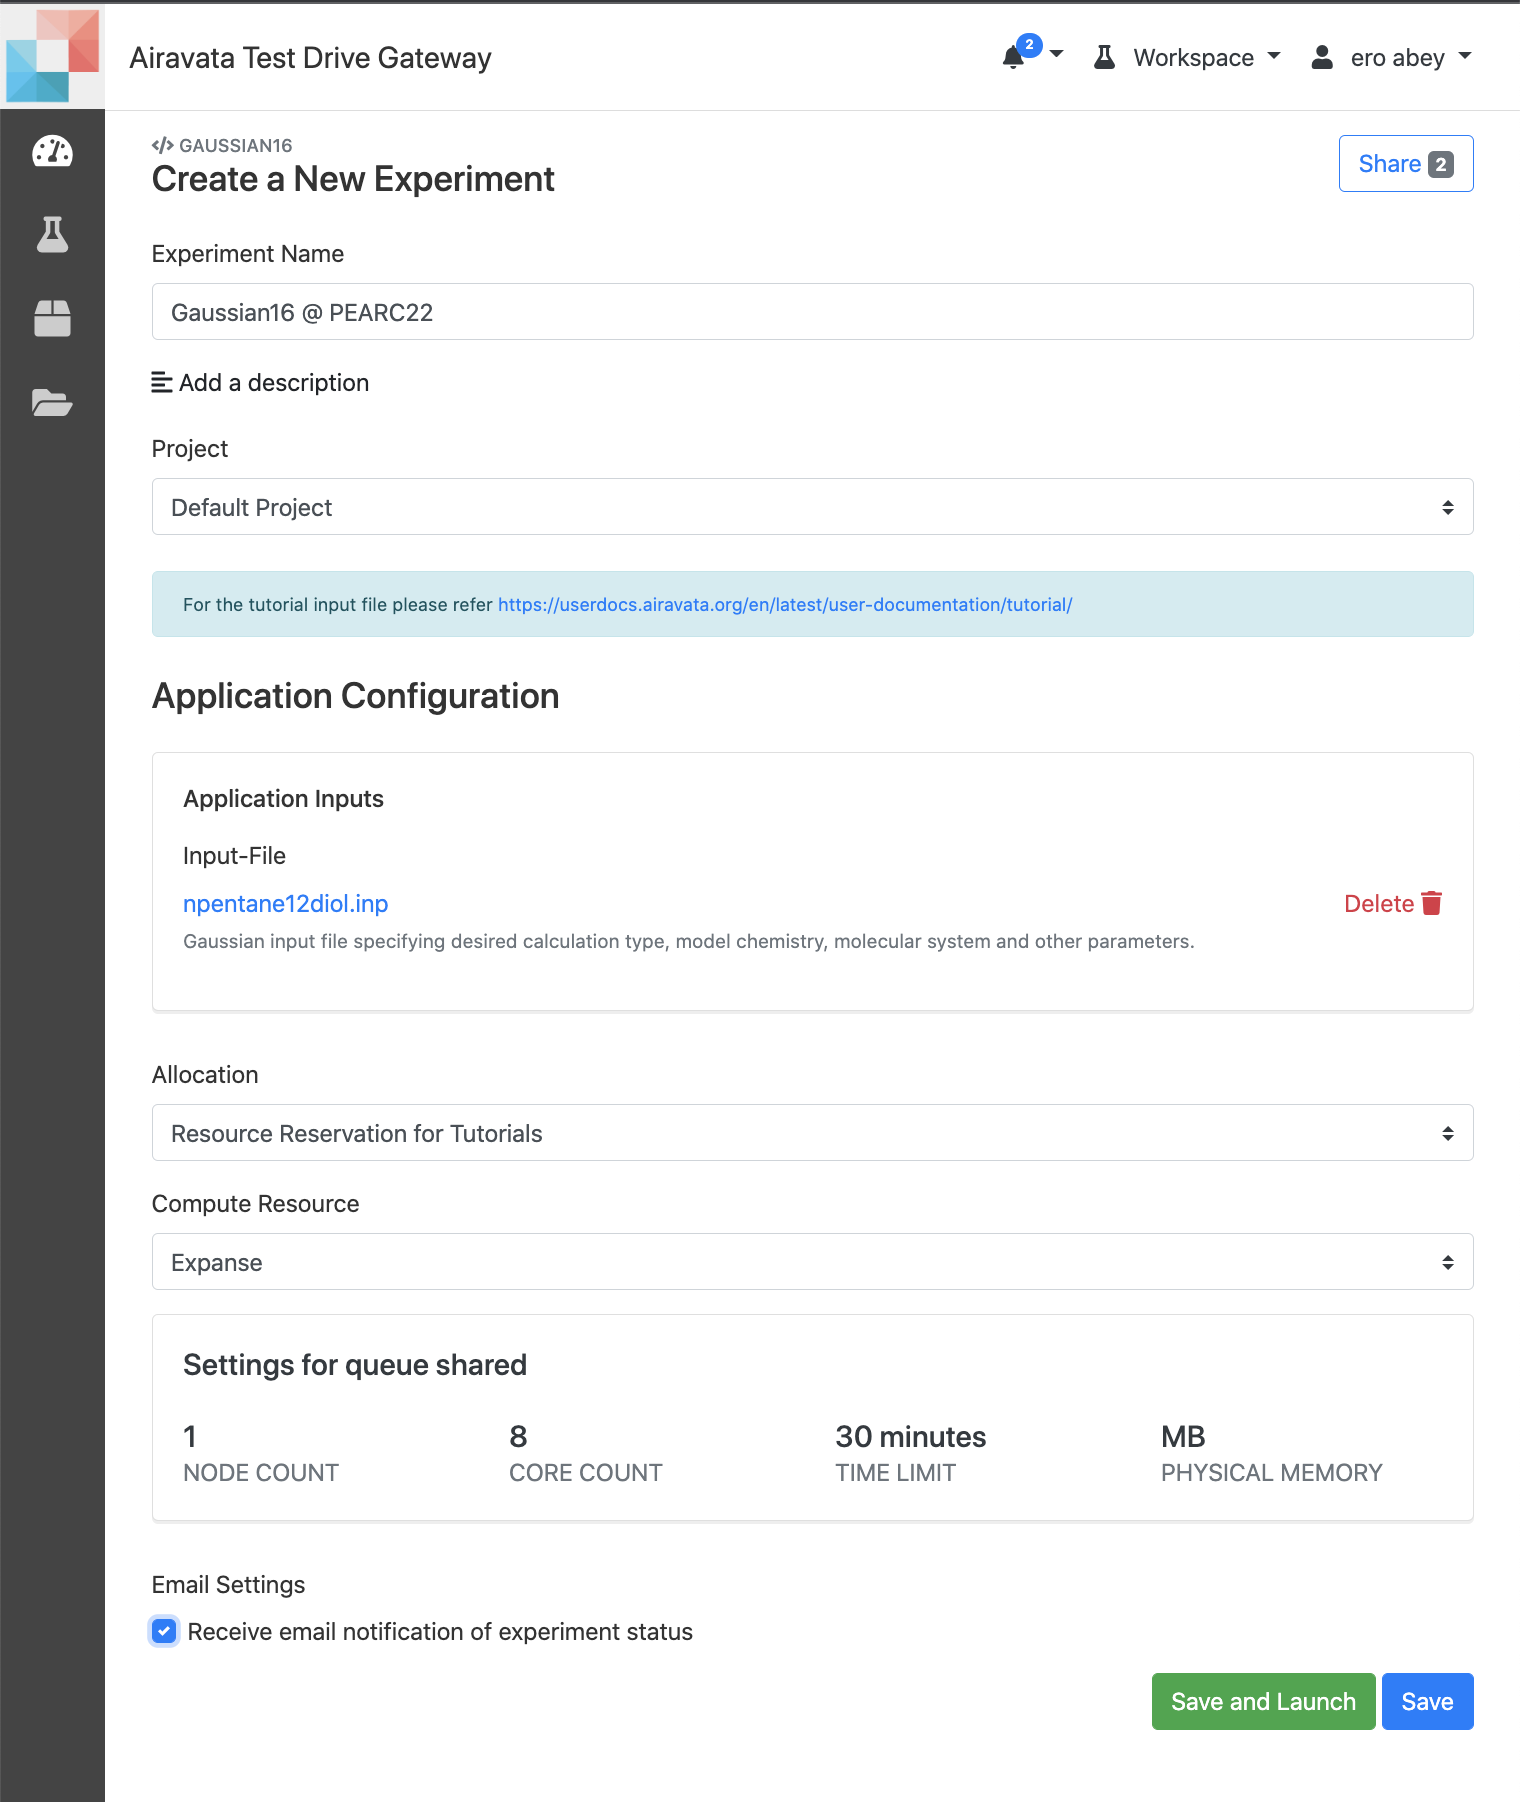 Airavata Test Drive Gateway
2
Workspace
ero abey
GAUSSIAN16
Create a New Experiment
Share 2
Experiment Name
Gaussian16 @ PEARC22
Add a description
Project
Default Project
For the tutorial input file please refer https://userdocs.airavata.org/en/latest/user-documentation/tutorial/
Application Configuration
Application Inputs
Input-File
npentane12diol.inp
Delete
Gaussian input file specifying desired calculation type, model chemistry, molecular system and other parameters.
Allocation
Resource Reservation for Tutorials
Compute Resource
Expanse
Settings for queue shared
1
NODE COUNT
8
CORE COUNT
30 minutes
TIME LIMIT
MB
PHYSICAL MEMORY
Email Settings
Receive email notification of experiment status
Save and Launch
Save